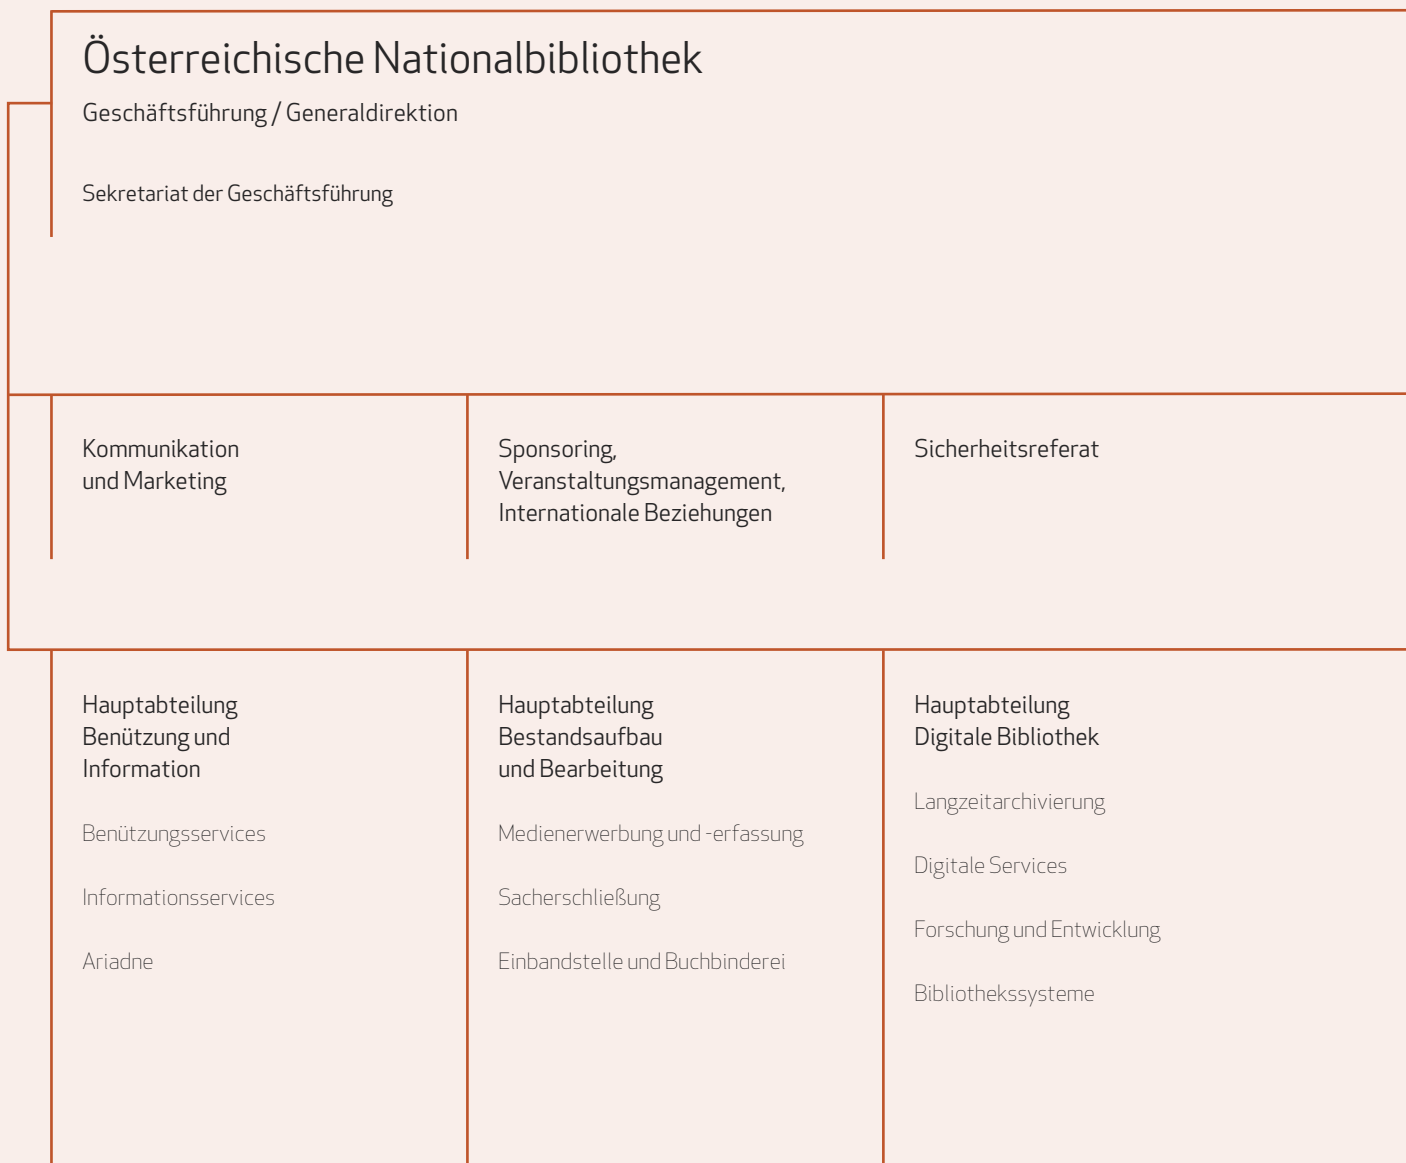 Österreichische Nationalbibliothek
Geschäftsführung / Generaldirektion
Sekretariat der Geschäftsführung
Kommunikation
und Marketing
Sponsoring,
Veranstaltungsmanagement,
Internationale Beziehungen
Sicherheitsreferat
Hauptabteilung
Benützung und
Information
Benützungsservices
Informationsservices
Ariadne
Hauptabteilung
Bestandsaufbau
und Bearbeitung
Medienerwerbung und -erfassung
Sacherschließung
Einbandstelle und Buchbinderei
Hauptabteilung
Digitale Bibliothek
Langzeitarchivierung
Digitale Services
Forschung und Entwicklung
Bibliothekssysteme